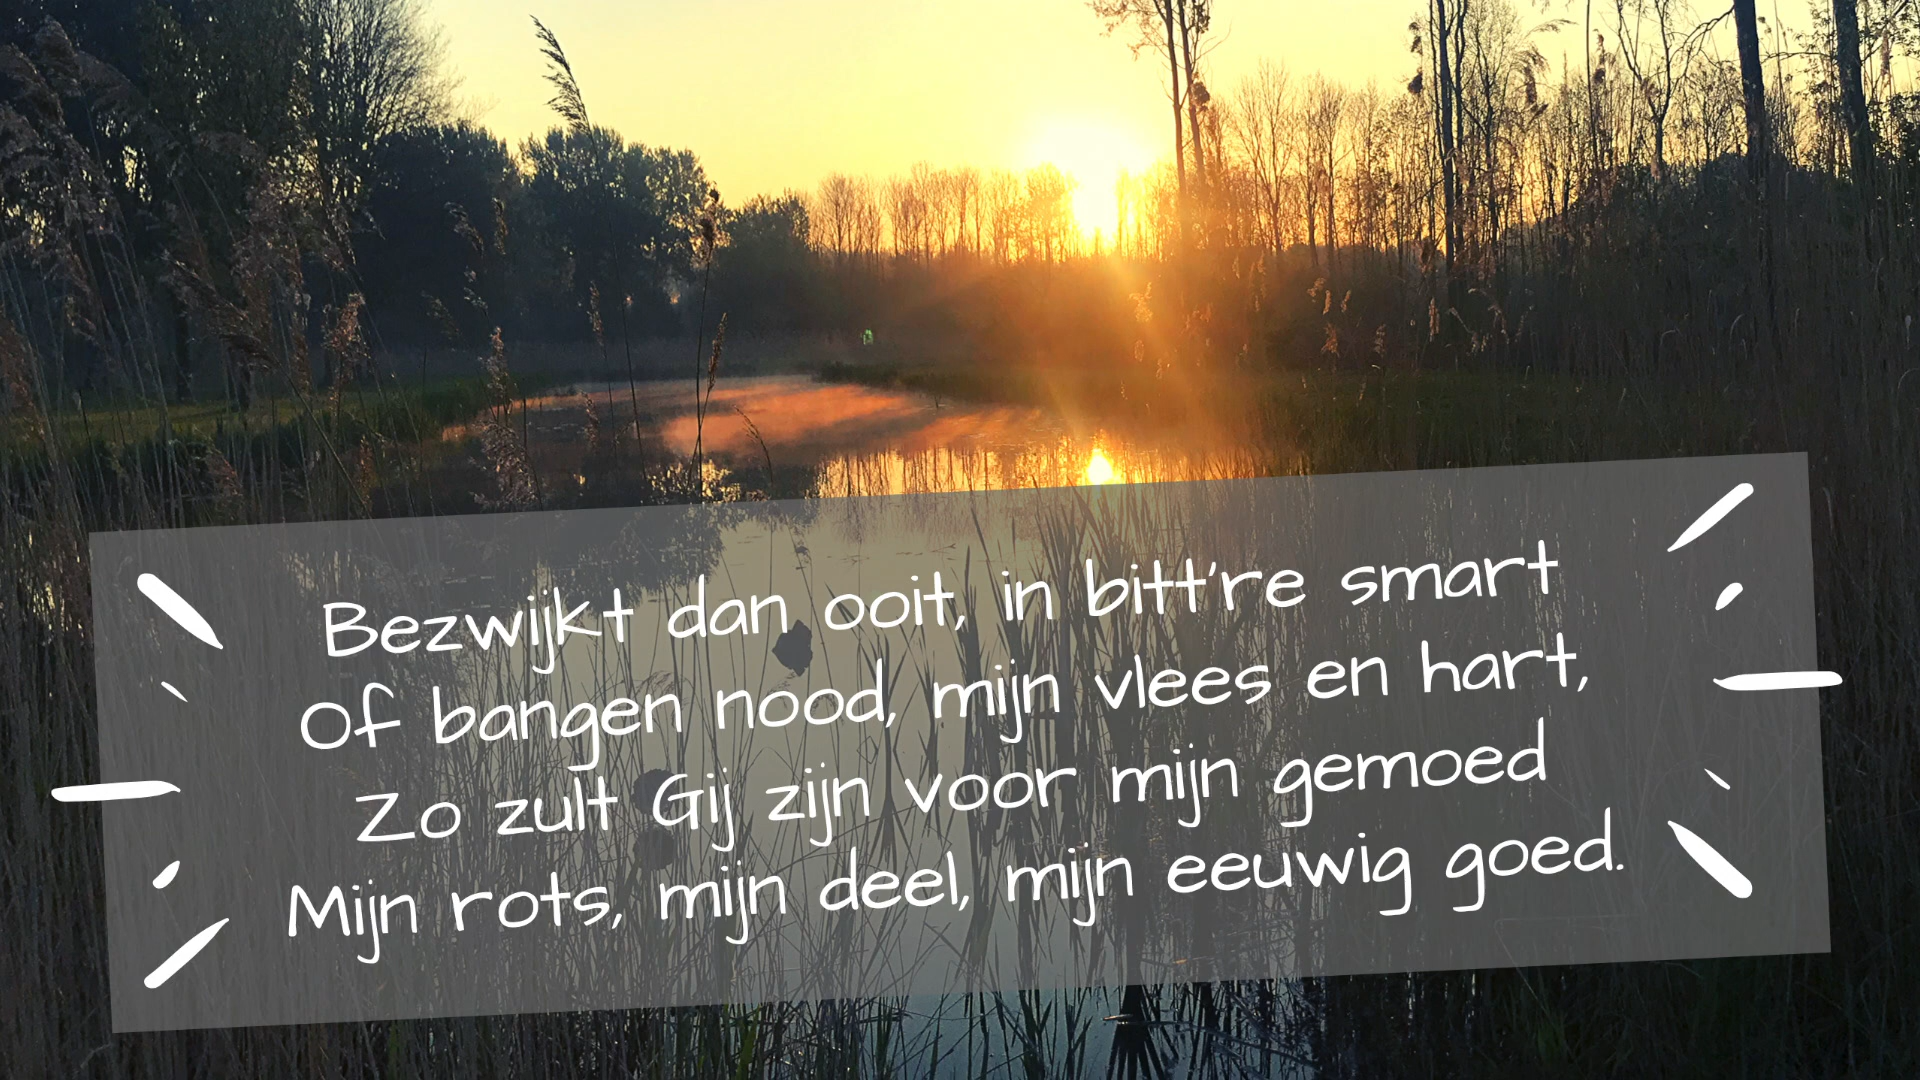 Bezwijkt dan ooit, in bitt're smart
Of bangen nood, mijn vlees en hart,
Zo zult Gij zijn voor mijn gemoed
Mijn rots, mijn deel, mijn eeuwig goed.